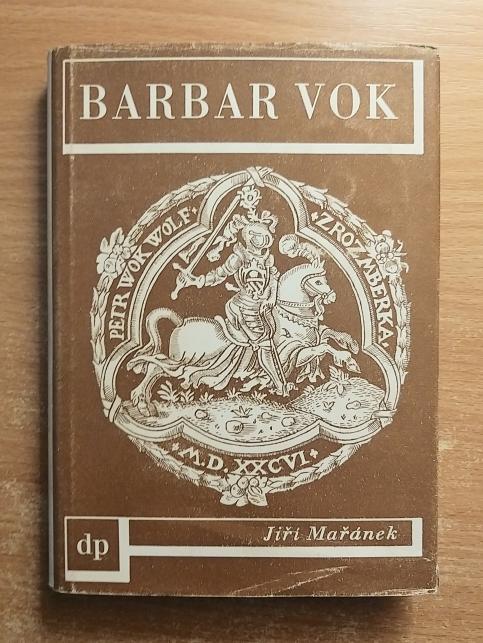 BARBAR VOK
PETR WOK WOLF
Z ROZMBERKA
M.D.XXCVI
dp
Jiří Mařánek